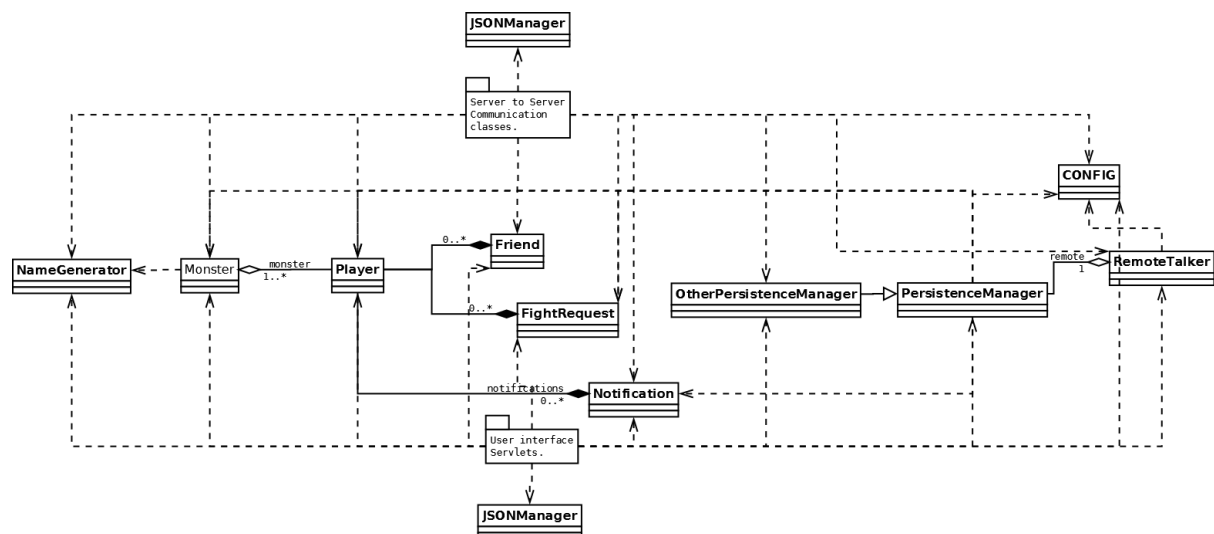 JSONManager
Server to Server
Communication
classes.
CONFIG
0..*
Friend
NameGenerator
Monster
monster
1..*
Player
remote
1
RemoteTalker
OtherPersistenceManager
PersistenceManager
0..*
FightRequest
notifications
0..*
Notification
User interface
Servlets.
JSONManager